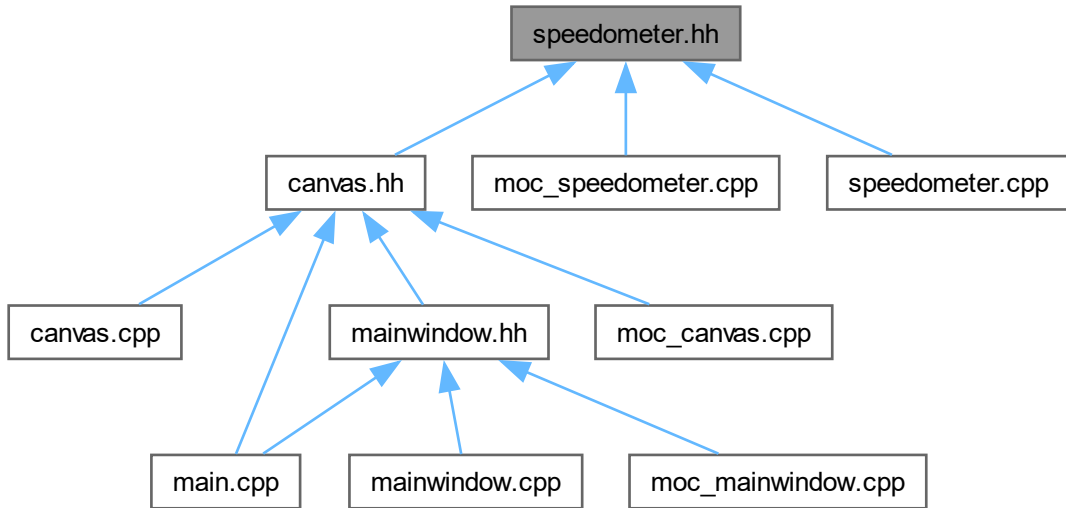 speedometer.hh
canvas.hh
moc_speedometer.cpp
speedometer.cpp
canvas.cpp
mainwindow.hh
moc_canvas.cpp
main.cpp
mainwindow.cpp
moc_mainwindow.cpp